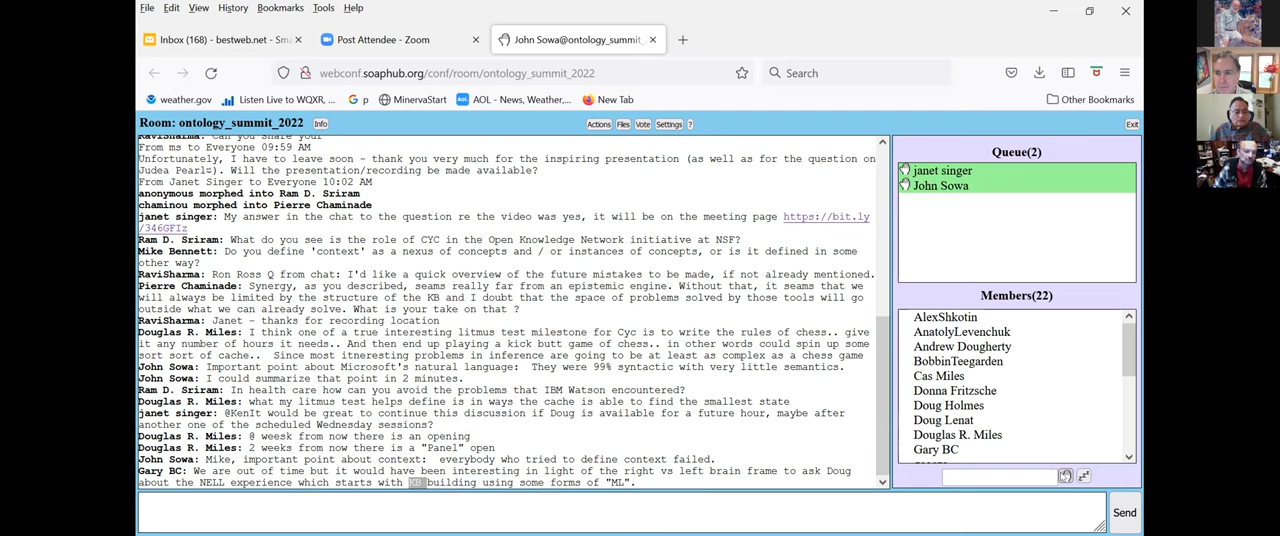 File Edit View History Bookmarks Tools Help
Inbox (168) - bestweb.net - Sma
Post Attendee - Zoom
John Sowa@ontology_summit_
webconf.soaphub.org/conf/room/ontology_summit_2022
Search
weather.gov
Listen Live to WQXR,...
G p
MinervaStart
AOL - News, Weather,...
New Tab
Other Bookmarks
Room: ontology_summit_2022 Info
Actions Files Vote Settings ?
Exit
RaviSharma: Can you share your
From ms to Everyone 09:59 AM
Unfortunately, I have to leave soon - thank you very much for the inspiring presentation (as well as for the question on
Judea Pearl☺). Will the presentation/recording be made available?
From Janet Singer to Everyone 10:02 AM
anonymous morphed into Ram D. Sriram
chaminou morphed into Pierre Chaminade
janet singer: My answer in the chat to the question re the video was yes, it will be on the meeting page https://bit.ly
/346GFIz
Ram D. Sriram: What do you see is the role of CYC in the Open Knowledge Network initiative at NSF?
Mike Bennett: Do you define 'context' as a nexus of concepts and / or instances of concepts, or is it defined in some
other way?
RaviSharma: Ron Ross Q from chat: I'd like a quick overview of the future mistakes to be made, if not already mentioned.
Pierre Chaminade: Synergy, as you described, seams really far from an epistemic engine. Without that, it seams that we
will always be limited by the structure of the KB and I doubt that the space of problems solved by those tools will go
outside what we can already solve. What is your take on that ?
RaviSharma: Janet - thanks for recording location
Douglas R. Miles: I think one of a true interesting litmus test milestone for Cyc is to write the rules of chess.. give
it any number of hours it needs.. And then end up playing a kick butt game of chess.. in other words could spin up some
sort sort of cache.. Since most itneresting problems in inference are going to be at least as complex as a chess game
John Sowa: Important point about Microsoft's natural language: They were 99% syntactic with very little semantics.
John Sowa: I could summarize that point in 2 minutes.
Ram D. Sriram: In health care how can you avoid the problems that IBM Watson encountered?
Douglas R. Miles: what my litmus test helps define is in ways the cache is able to find the smallest state
janet singer: @KenIt would be great to continue this discussion if Doug is available for a future hour, maybe after
another one of the scheduled Wednesday sessions?
Douglas R. Miles: @ weesk from now there is an opening
Douglas R. Miles: 2 weeks from now there is a "Panel" open
John Sowa: Mike, important point about context: everybody who tried to define context failed.
Gary BC: We are out of time but it would have been interesting in light of the right vs left brain frame to ask Doug
about the NELL experience which starts with KB building using some forms of "ML".
Queue(2)
janet singer
John Sowa
Members(22)
AlexShkotin
AnatolyLevenchuk
Andrew Dougherty
BobbinTeegarden
Cas Miles
Donna Fritzsche
Doug Holmes
Doug Lenat
Douglas R. Miles
Gary BC
Send